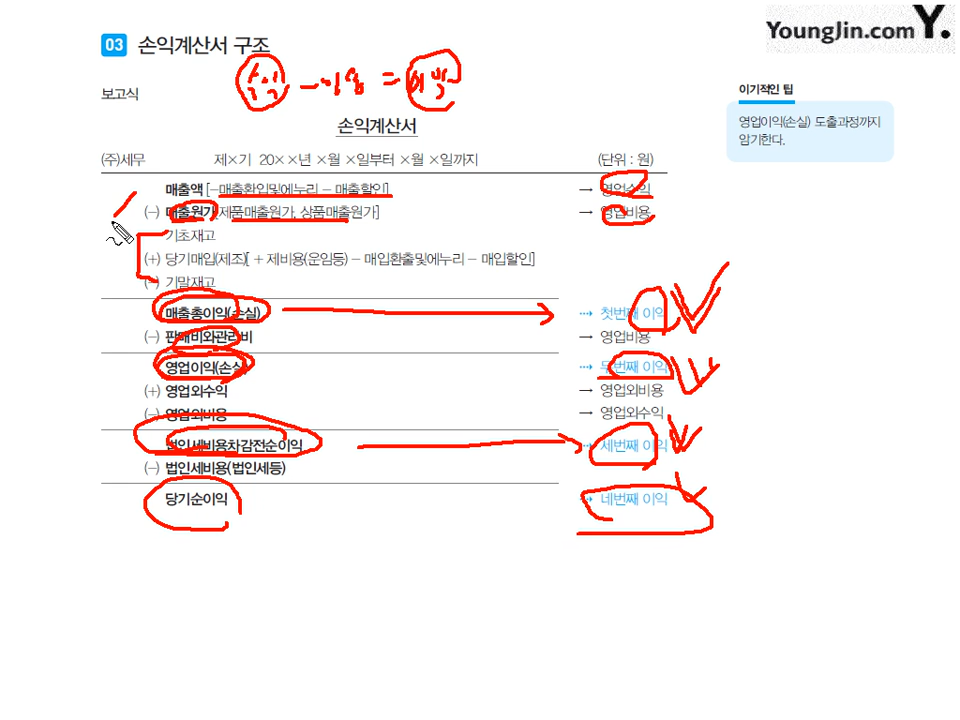 YoungJin.com Y.
03 손익계산서 구조
수익 - 비용 = 이익
보고식
손익계산서
(주)세무 제×기 20××년 ×월 ×일부터 ×월 ×일까지 (단위 : 원)
매출액 [-매출환입및에누리 - 매출할인] → 영업수익
(-) 매출원가[제품매출원가, 상품매출원가] → 영업비용
기초재고
(+) 당기매입(제조)[ + 제비용(운임등) - 매입환출및에누리 - 매입할인]
(-) 기말재고
매출총이익(손실) ⇢ 첫번째 이익
(-) 판매비와관리비 → 영업비용
영업이익(손실) ⇢ 두번째 이익
(+) 영업외수익 → 영업외비용
(-) 영업외비용 → 영업외수익
법인세비용차감전순이익 ⇢ 세번째 이익
(-) 법인세비용(법인세등)
당기순이익 ⇢ 네번째 이익
이기적인 팁
영업이익(손실) 도출과정까지
암기한다.